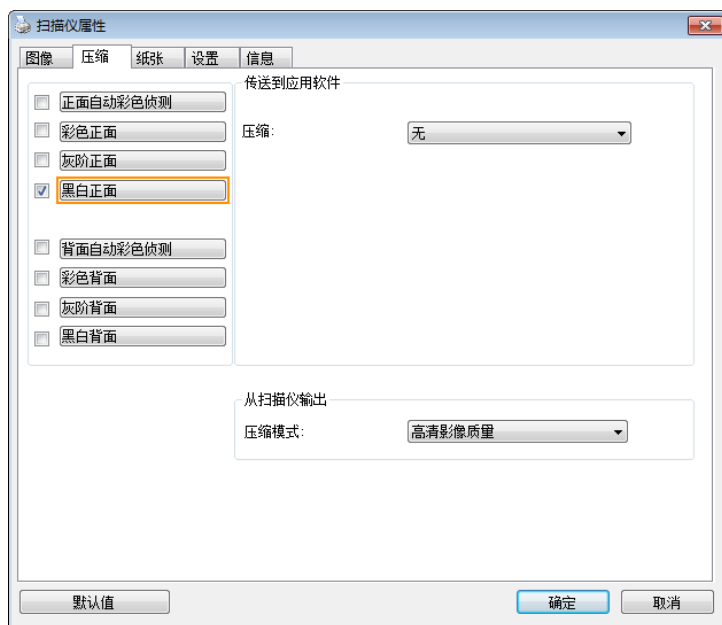 扫描仪属性
图像 压缩 纸张 设置 信息
正面自动彩色侦测
彩色正面
灰阶正面
黑白正面
背面自动彩色侦测
彩色背面
灰阶背面
黑白背面
传送到应用软件
压缩: 无
从扫描仪输出
压缩模式: 高清影像质量
默认值 确定 取消